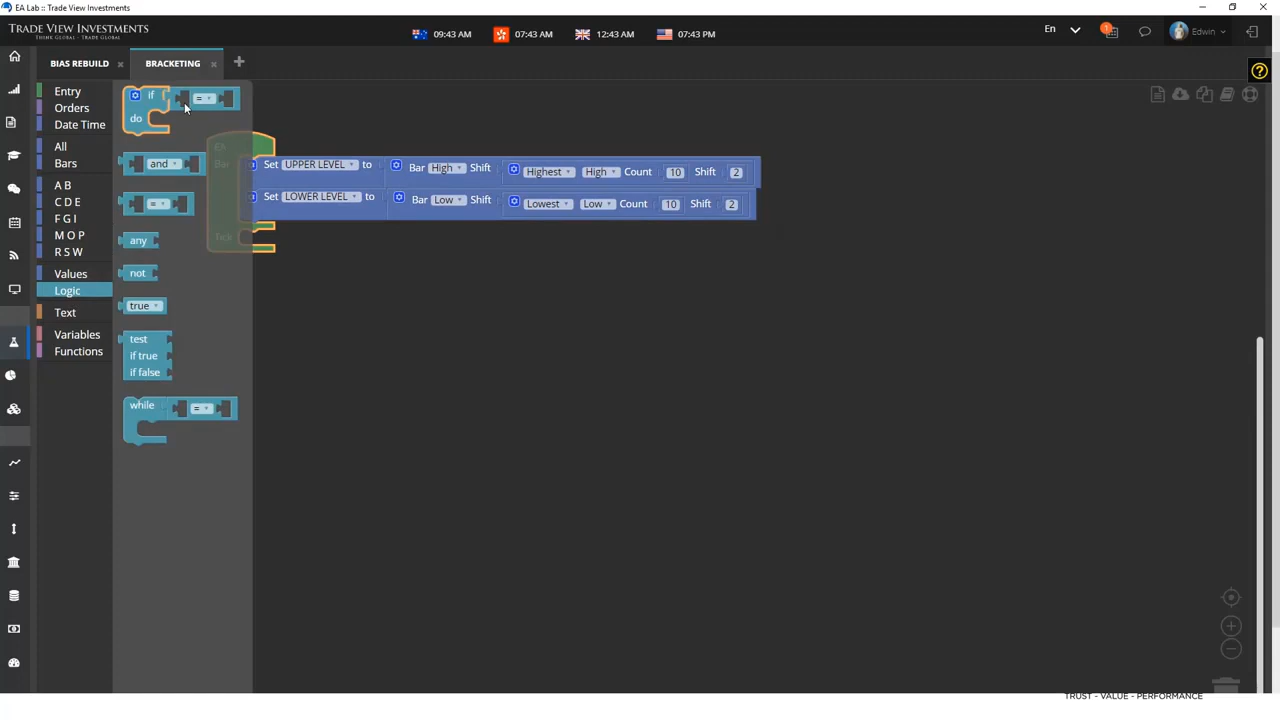 EA Lab :: Trade View Investments
TRADE VIEW INVESTMENTS
THINK GLOBAL - TRADE GLOBAL
09:43 AM
07:43 AM
12:43 AM
07:43 PM
En
Edwin
BIAS REBUILD
BRACKETING
Entry
Orders
Date Time
All
Bars
A B
C D E
F G I
M O P
R S W
Values
Logic
Text
Variables
Functions
if
=
do
and
=
any
not
true
test
if true
if false
while
=
EA
Bar
Tick
Set UPPER LEVEL to Bar High Shift Highest High Count 10 Shift 2
Set LOWER LEVEL to Bar Low Shift Lowest Low Count 10 Shift 2
TRUST - VALUE - PERFORMANCE